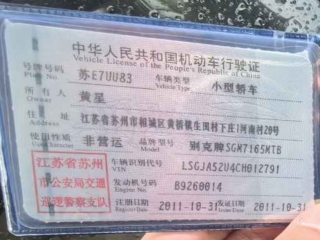 中华人民共和国机动车行驶证
Vehicle License of the People's Republic of China
号牌号码 苏E7UU83 车辆类型 小型轿车
Plate No. Vehicle Type
所有人 黄星
Owner
住址 江苏省苏州市相城区黄桥镇生田村下庄1河南村20号
Address
使用性质 非营运 品牌型号 别克牌SGM7165MTB
江苏省苏州 车辆识别代号 LSGJA52U4CH012791
VIN
市公安局交通 发动机号码 B9260014
Engine No.
巡逻警察支队 注册日期 2011-10-31 发证日期 2011-10-31
Register Date Issue Date